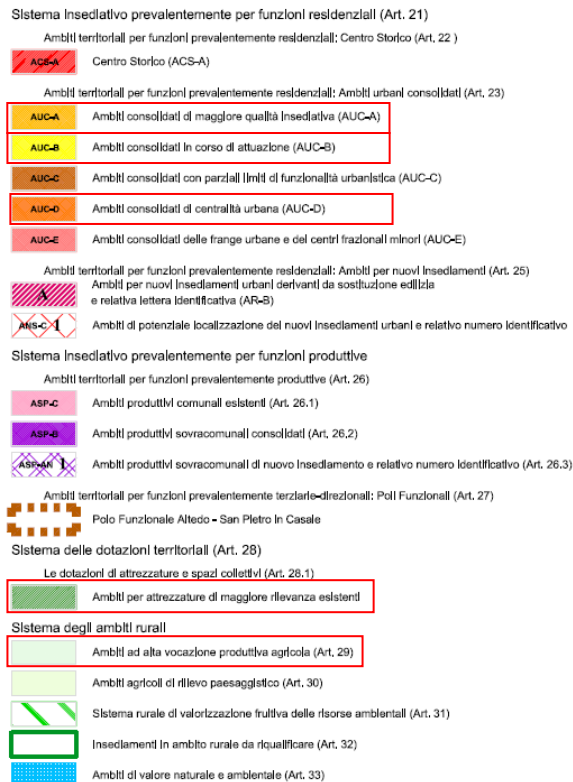 Sistema insediativo prevalentemente per funzioni residenziali (Art. 21)
Ambiti territoriali per funzioni prevalentemente residenziali: Centro Storico (Art. 22 )
ACS-A Centro Storico (ACS-A)
Ambiti territoriali per funzioni prevalentemente residenziali: Ambiti urbani consolidati (Art. 23)
AUC-A Ambiti consolidati di maggiore qualità insediativa (AUC-A)
AUC-B Ambiti consolidati in corso di attuazione (AUC-B)
AUC-C Ambiti consolidati con parziali limiti di funzionalità urbanistica (AUC-C)
AUC-D Ambiti consolidati di centralità urbana (AUC-D)
AUC-E Ambiti consolidati delle frange urbane e dei centri frazionali minori (AUC-E)
Ambiti territoriali per funzioni prevalentemente residenziali: Ambiti per nuovi insediamenti (Art. 25)
A Ambiti per nuovi insediamenti urbani derivanti da sostituzione edilizia
e relativa lettera identificativa (AR-B)
ANS-C 1 Ambiti di potenziale localizzazione dei nuovi insediamenti urbani e relativo numero identificativo
Sistema insediativo prevalentemente per funzioni produttive
Ambiti territoriali per funzioni prevalentemente produttive (Art. 26)
ASP-C Ambiti produttivi comunali esistenti (Art. 26.1)
ASP-B Ambiti produttivi sovracomunali consolidati (Art. 26.2)
ASP-AN 1 Ambiti produttivi sovracomunali di nuovo insediamento e relativo numero identificativo (Art. 26.3)
Ambiti territoriali per funzioni prevalentemente terziarie-direzionali: Poli Funzionali (Art. 27)
Polo Funzionale Altedo - San Pietro in Casale
Sistema delle dotazioni territoriali (Art. 28)
Le dotazioni di attrezzature e spazi collettivi (Art. 28.1)
Ambiti per attrezzature di maggiore rilevanza esistenti
Sistema degli ambiti rurali
Ambiti ad alta vocazione produttiva agricola (Art. 29)
Ambiti agricoli di rilievo paesaggistico (Art. 30)
Sistema rurale di valorizzazione fruitiva delle risorse ambientali (Art. 31)
Insediamenti in ambito rurale da riqualificare (Art. 32)
Ambiti di valore naturale e ambientale (Art. 33)